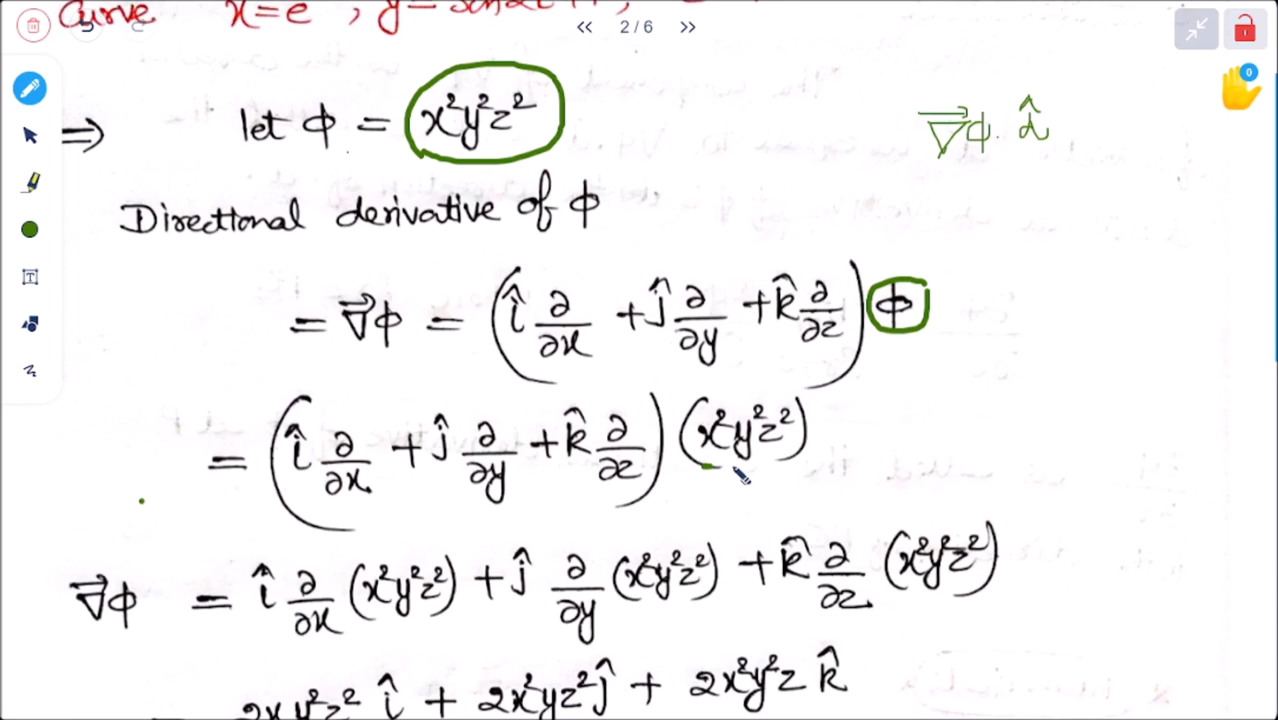 Curve x=e , y=
2/6
⇒ let ϕ = x²y²z²
∇ϕ.
Directional derivative of ϕ
= ∇⃗ϕ = (î ∂/∂x + ĵ ∂/∂y + k̂ ∂/∂z) ϕ
= (î ∂/∂x + ĵ ∂/∂y + k̂ ∂/∂z) (x²y²z²)
∇⃗ϕ = î ∂/∂x (x²y²z²) + ĵ ∂/∂y (x²y²z²) + k̂ ∂/∂z (x²y²z²)
= 2xy²z² î + 2x²yz² ĵ + 2x²y²z k̂